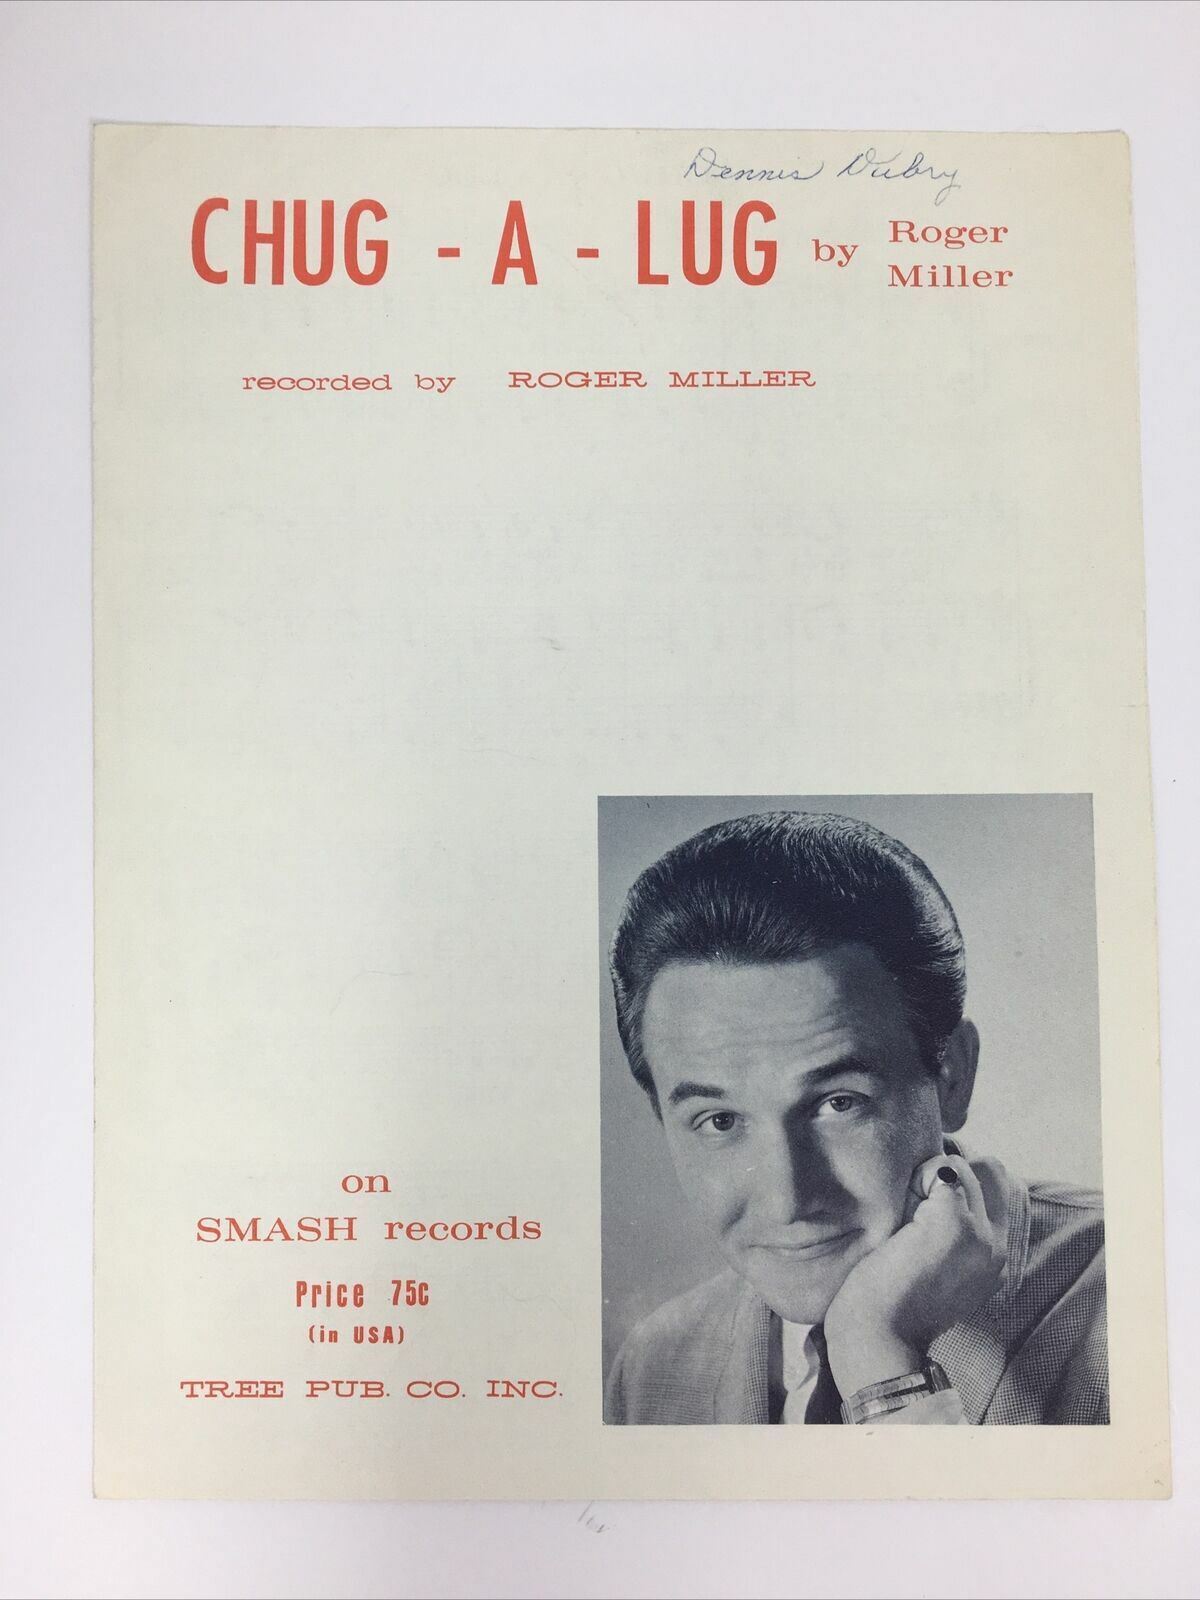 Dennis Dubry
CHUG - A - LUG by Roger Miller
recorded by ROGER MILLER
on
SMASH records
Price 75c
(in USA)
TREE PUB. CO. INC.